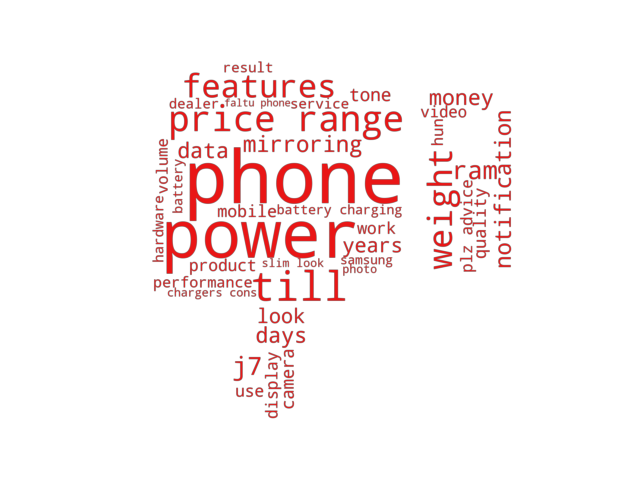 result
features
tone
dealer faltu phone service
price range
data mirroring
volume
battery
phone
mobile battery charging
hardware
power
work
years
product slim look samsung
photo
performance
chargers cons
till
look
days
j7
use
display
camera
money
video
hun
notification
weight
ram
plz advice
quality